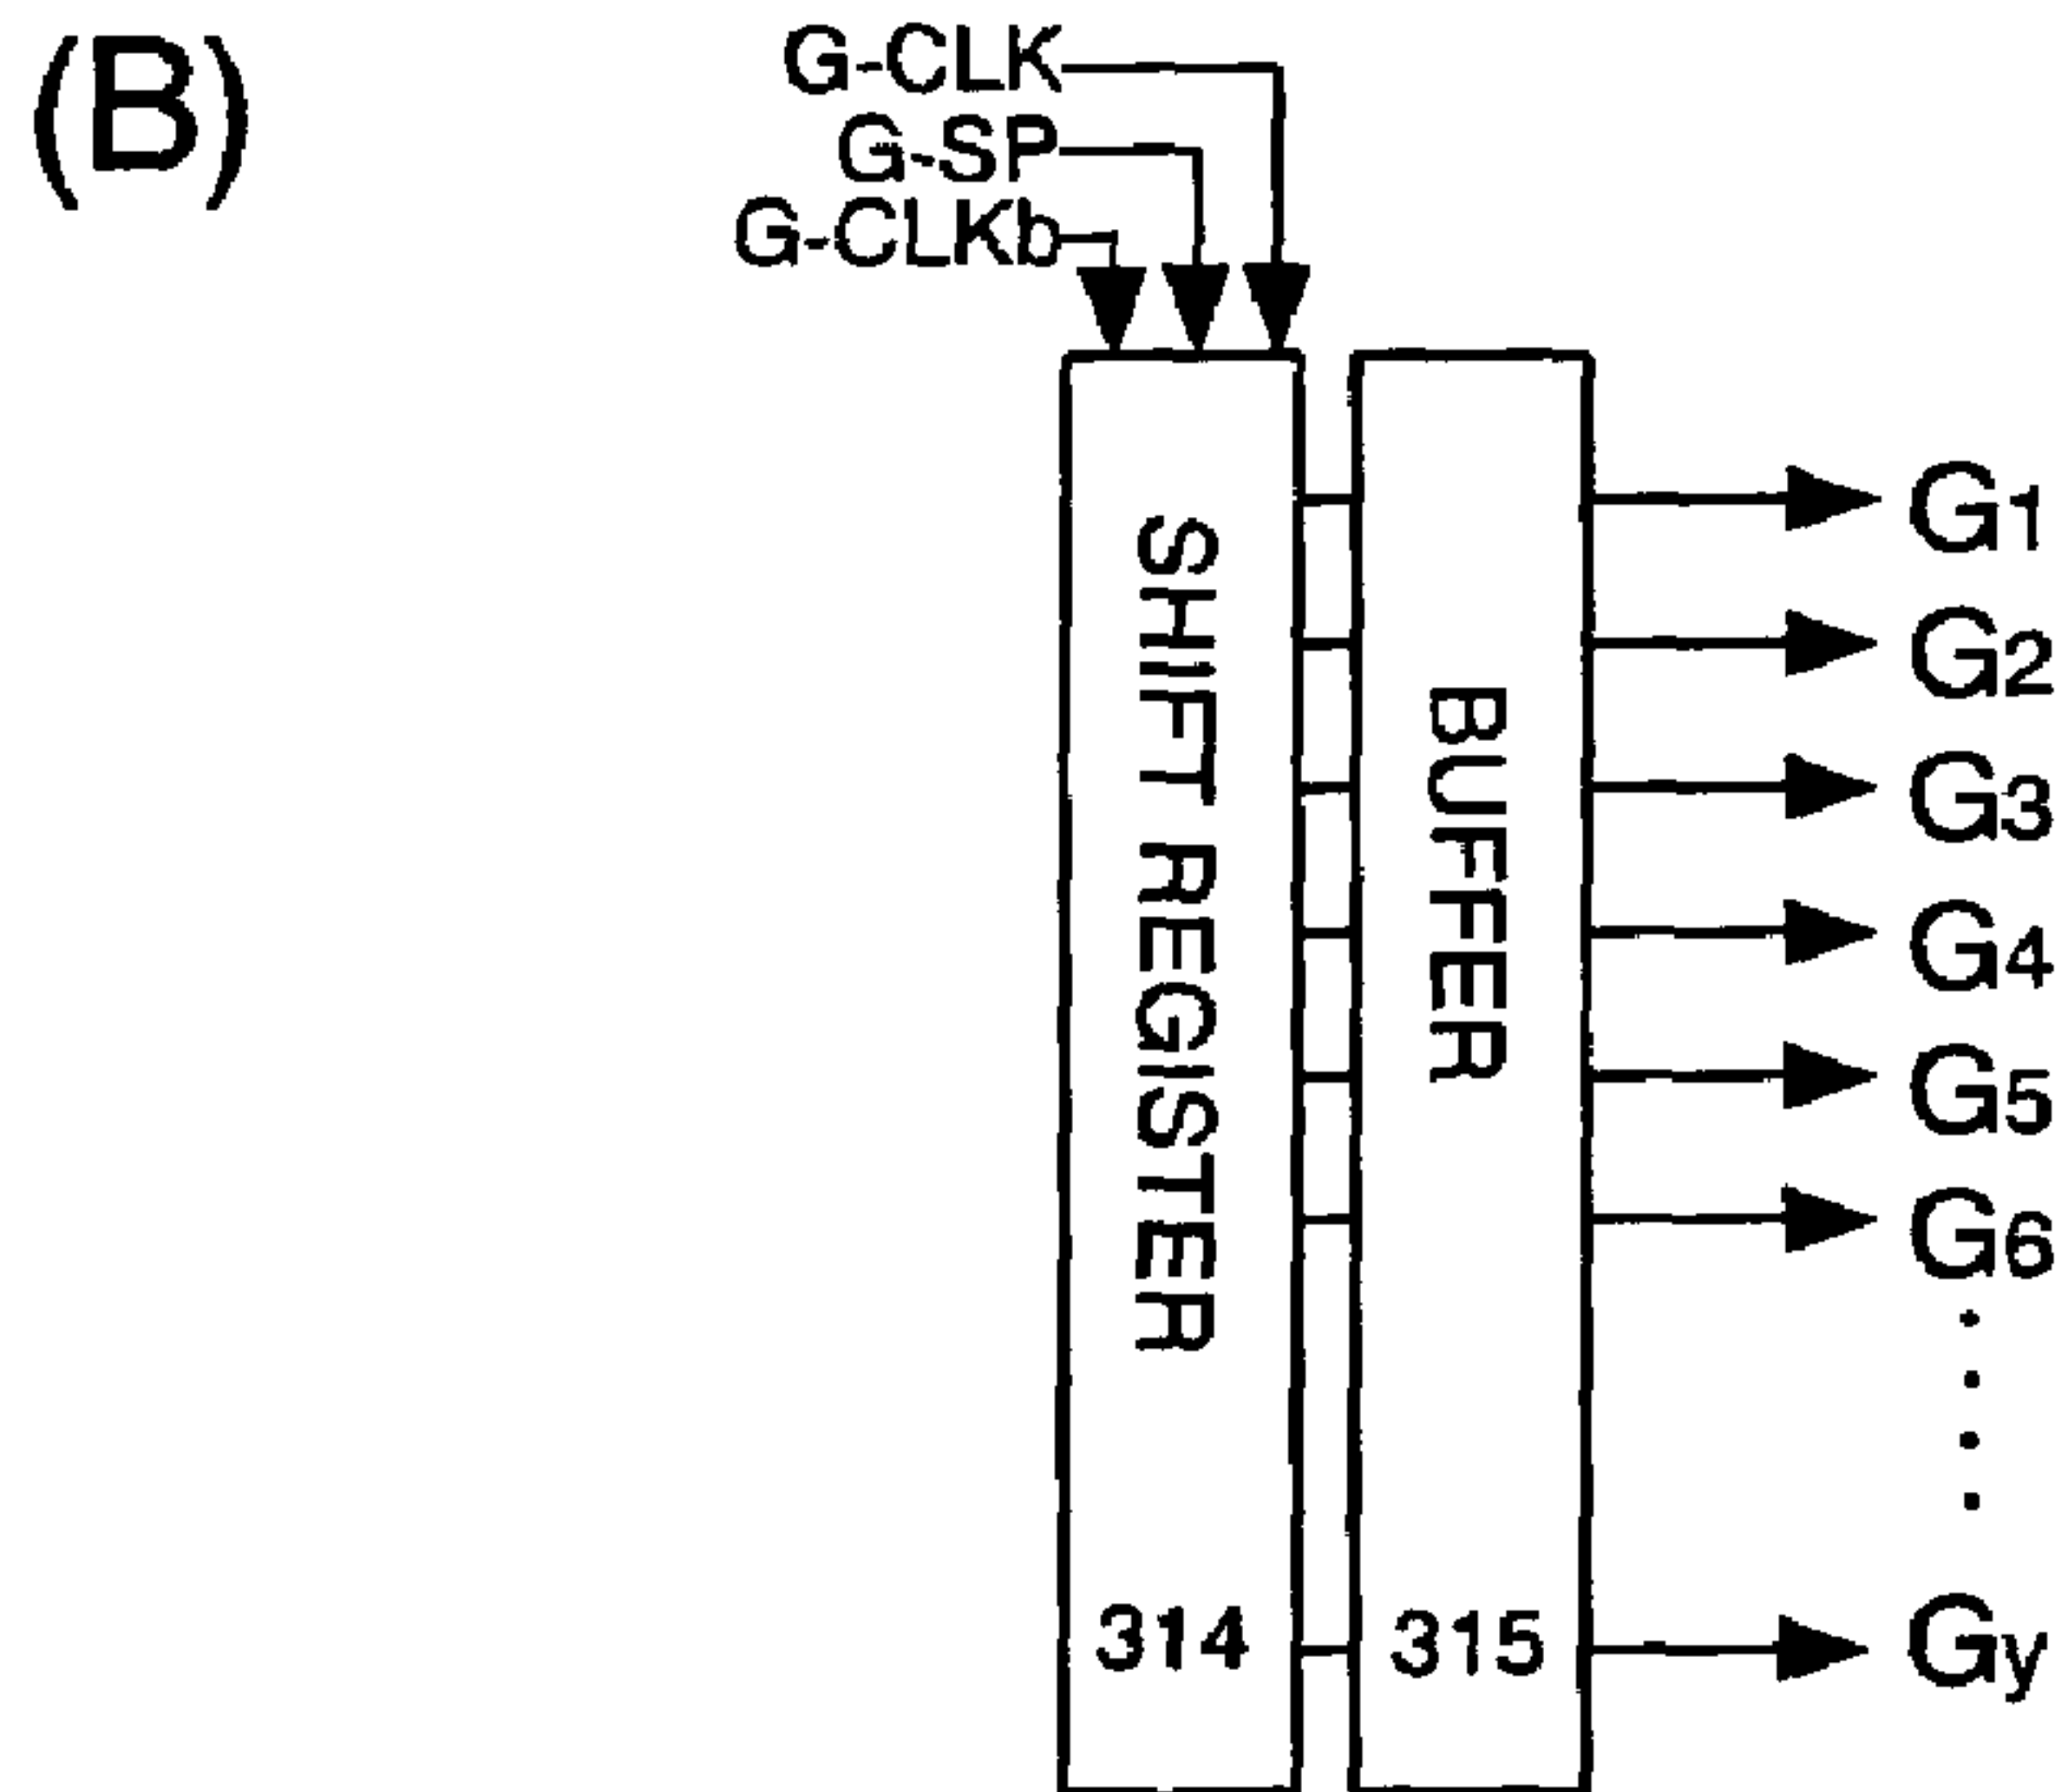 (B)
G-CLK
G-SP
G-CLKb
SHIFT REGISTER
BUFFER
G1
G2
G3
G4
G5
G6
Gy
314
315